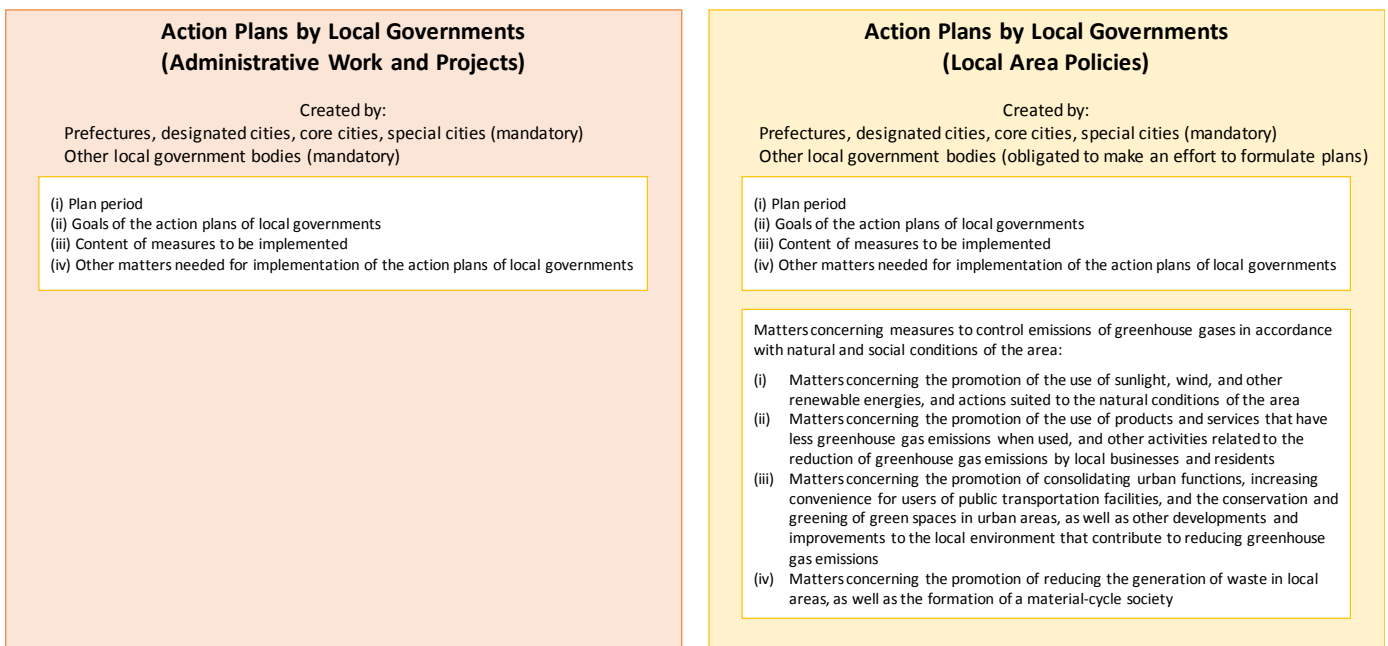 Action Plans by Local Governments
(Administrative Work and Projects)
Created by:
Prefectures, designated cities, core cities, special cities (mandatory)
Other local government bodies (mandatory)
(i) Plan period
(ii) Goals of the action plans of local governments
(iii) Content of measures to be implemented
(iv) Other matters needed for implementation of the action plans of local governments
Action Plans by Local Governments
(Local Area Policies)
Created by:
Prefectures, designated cities, core cities, special cities (mandatory)
Other local government bodies (obligated to make an effort to formulate plans)
(i) Plan period
(ii) Goals of the action plans of local governments
(iii) Content of measures to be implemented
(iv) Other matters needed for implementation of the action plans of local governments
Matters concerning measures to control emissions of greenhouse gases in accordance
with natural and social conditions of the area:
(i) Matters concerning the promotion of the use of sunlight, wind, and other
renewable energies, and actions suited to the natural conditions of the area
(ii) Matters concerning the promotion of the use of products and services that have
less greenhouse gas emissions when used, and other activities related to the
reduction of greenhouse gas emissions by local businesses and residents
(iii) Matters concerning the promotion of consolidating urban functions, increasing
convenience for users of public transportation facilities, and the conservation and
greening of green spaces in urban areas, as well as other developments and
improvements to the local environment that contribute to reducing greenhouse
gas emissions
(iv) Matters concerning the promotion of reducing the generation of waste in local
areas, as well as the formation of a material-cycle society